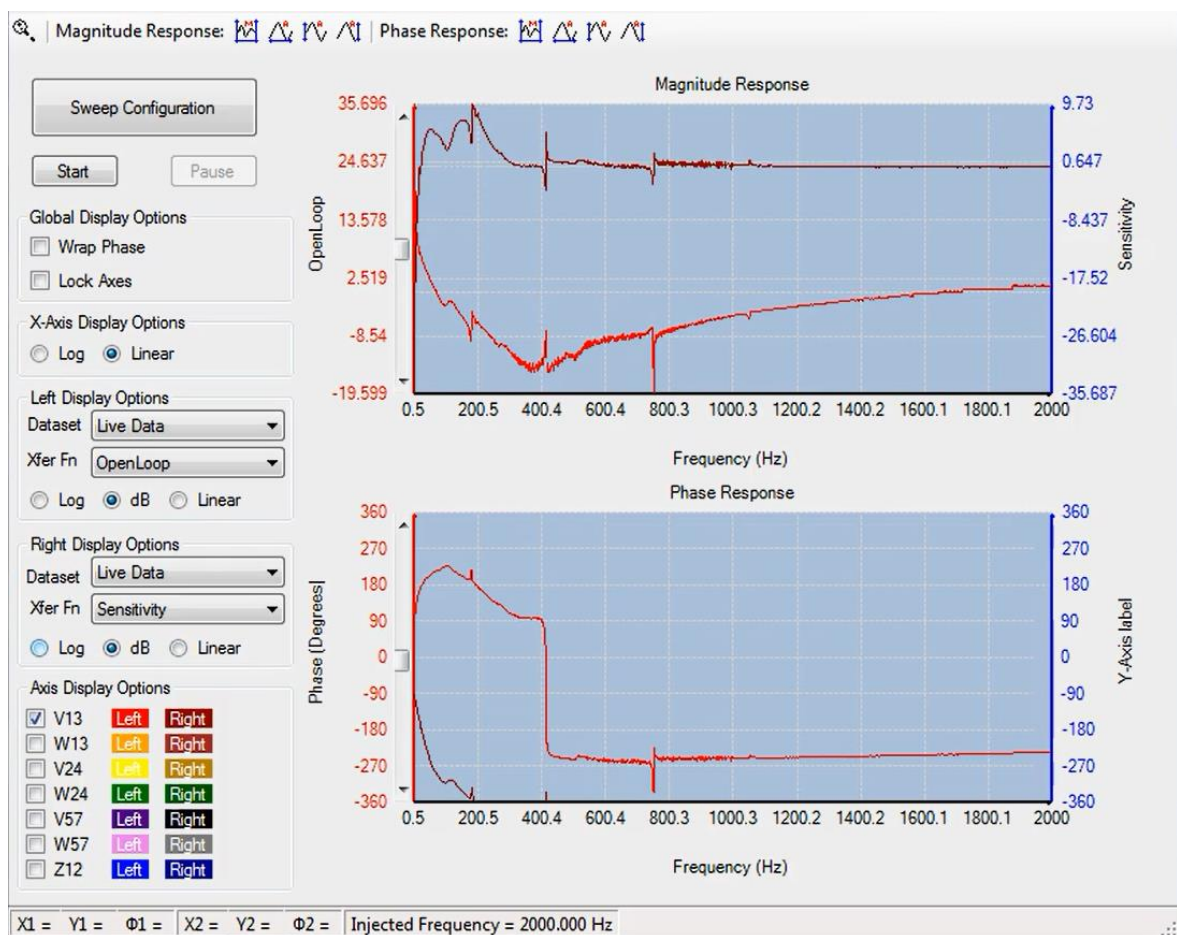 Magnitude Response: Phase Response:
Sweep Configuration
Start Pause
Global Display Options
Wrap Phase
Lock Axes
X-Axis Display Options
Log Linear
Left Display Options
Dataset Live Data
Xfer Fn OpenLoop
Log dB Linear
Right Display Options
Dataset Live Data
Xfer Fn Sensitivity
Log dB Linear
Axis Display Options
V13 Left Right
W13 Left Right
V24 Left Right
W24 Left Right
V57 Left Right
W57 Left Right
Z12 Left Right
Magnitude Response
OpenLoop
35.696
24.637
13.578
2.519
-8.54
-19.599
9.73
0.647
-8.437
-17.52
-26.604
-35.687
Sensitivity
0.5 200.5 400.4 600.4 800.3 1000.3 1200.2 1400.2 1600.1 1800.1 2000
Frequency (Hz)
Phase Response
Phase (Degrees)
360
270
180
90
0
-90
-180
-270
-360
360
270
180
90
0
-90
-180
-270
-360
Y-Axis label
0.5 200.5 400.4 600.4 800.3 1000.3 1200.2 1400.2 1600.1 1800.1 2000
Frequency (Hz)
X1 = Y1 = Φ1 = X2 = Y2 = Φ2 = Injected Frequency = 2000.000 Hz